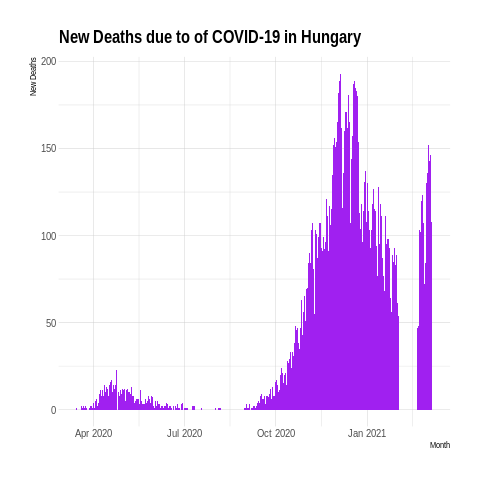 New Deaths due to of COVID-19 in Hungary
New Deaths
200
150
100
50
0
Apr 2020
Jul 2020
Oct 2020
Jan 2021
Month